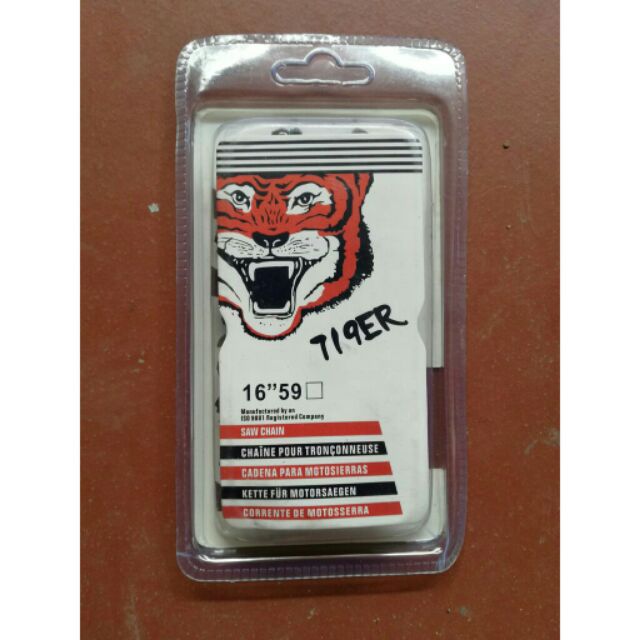 TIGER
16”59□
Manufactured by an
ISO 9001 Registered Company
SAW CHAIN
CHAÎNE POUR TRONÇONNEUSE
CADENA PARA MOTOSIERRAS
KETTE FÜR MOTORSAEGEN
CORRENTE DE MOTOSSERRA